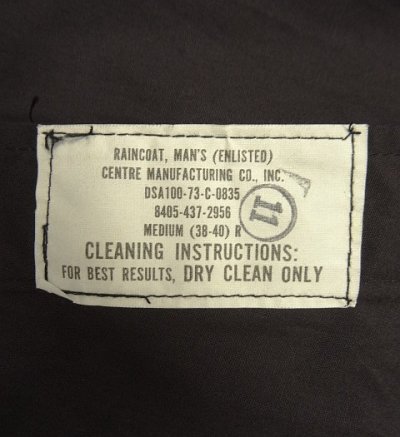 RAINCOAT, MAN'S (ENLISTED)
CENTRE MANUFACTURING CO., INC.
DSA100-73-C-0835
8405-437-2956
MEDIUM (38-40) R
11
CLEANING INSTRUCTIONS:
FOR BEST RESULTS, DRY CLEAN ONLY